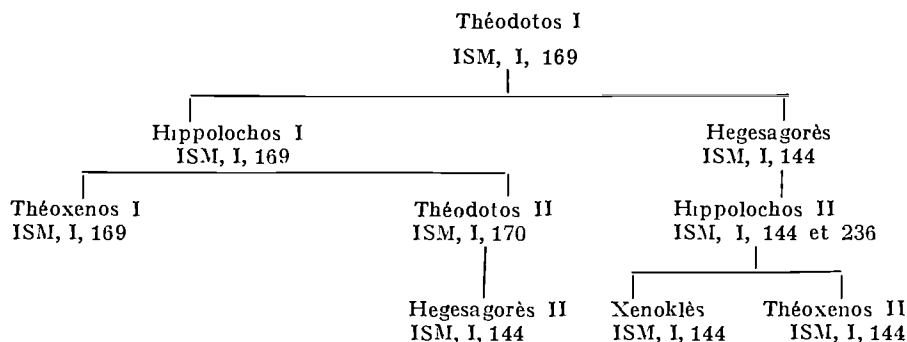 Théodotos I
ISM, I, 169
Hippolochos I
ISM, I, 169
Hegesagorès
ISM, I, 144
Théoxenos I
ISM, I, 169
Théodotos II
ISM, I, 170
Hippolochos II
ISM, I, 144 et 236
Hegesagorès II
ISM, I, 144
Xenoklès
ISM, I, 144
Théoxenos II
ISM, I, 144